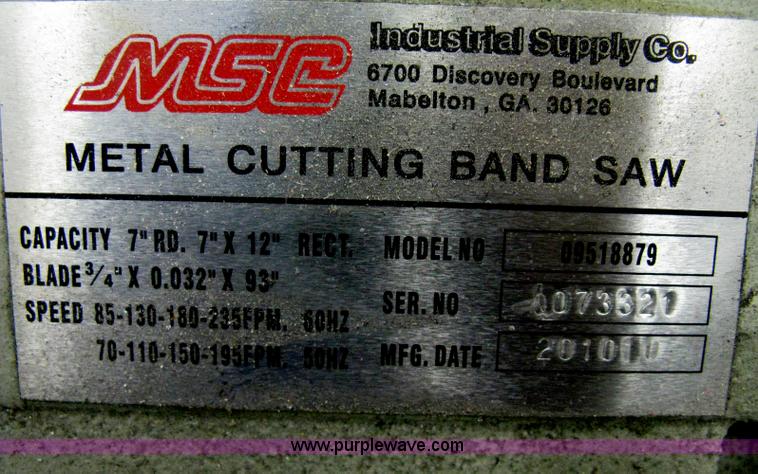 MSC Industrial Supply Co.
6700 Discovery Boulevard
Mabelton , GA. 30126
METAL CUTTING BAND SAW
CAPACITY 7" RD. 7" X 12" RECT. MODEL NO 09518879
BLADE 3/4" X 0.032" X 93"
SPEED 85-130-180-235FPM. 60HZ SER. NO
70-110-150-195FPM. 50HZ MFG. DATE
www.purplewave.com